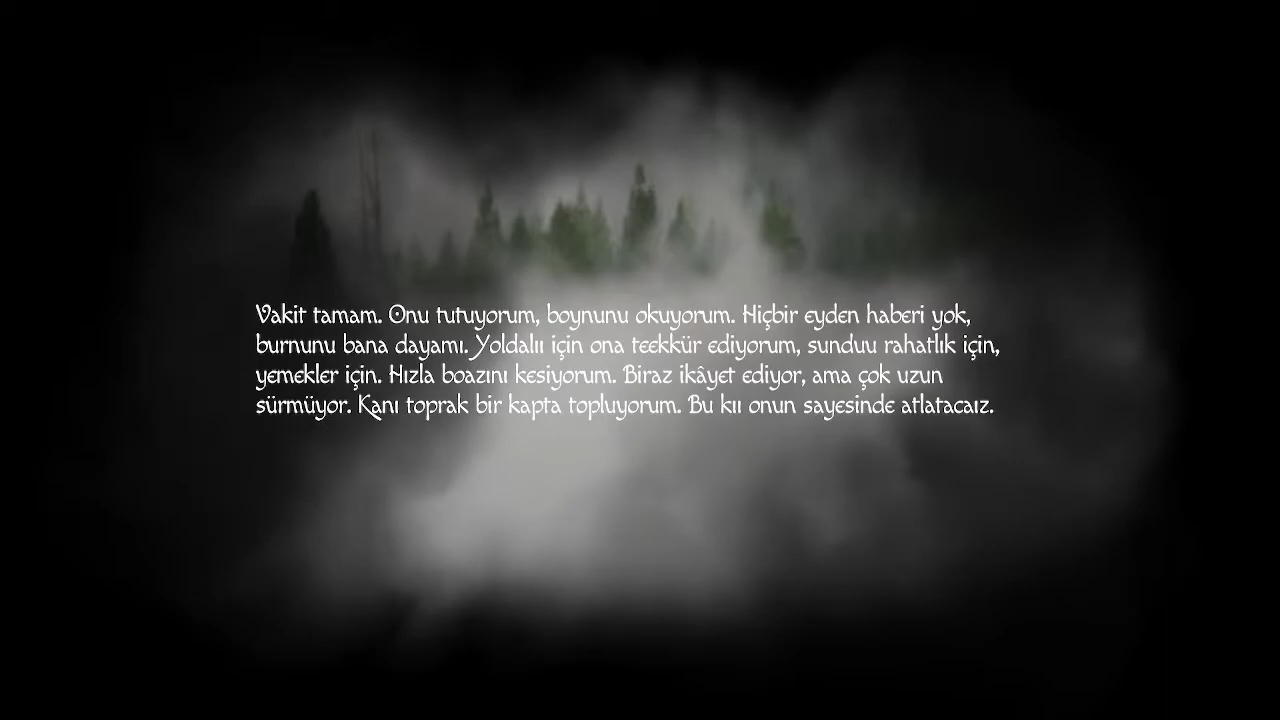 Vakit tamam. Onu tutuyorum, boynunu okuyorum. Hiçbir eyden haberi yok,
burnunu bana dayamı. Yoldalıı için ona teekkür ediyorum, sunduu rahatlık için,
yemekler için. Hızla boazını kesiyorum. Biraz ikâyet ediyor, ama çok uzun
sürmüyor. Kanı toprak bir kapta topluyorum. Bu kıı onun sayesinde atlatacaız.